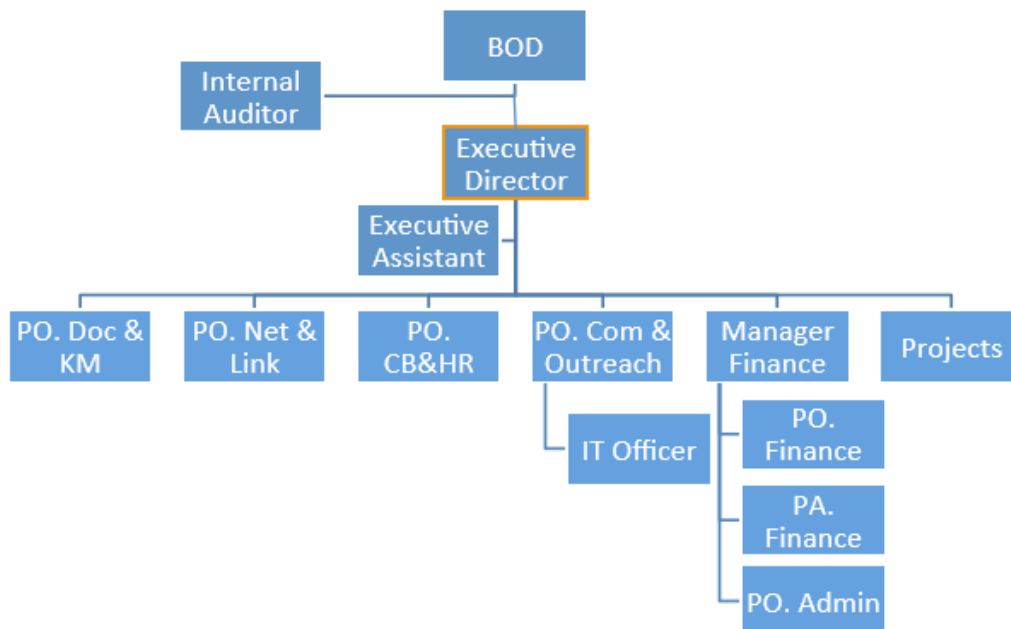 BOD
Internal
Auditor
Executive
Director
Executive
Assistant
PO. Doc &
KM
PO. Net &
Link
PO.
CB&HR
PO. Com &
Outreach
Manager
Finance
Projects
IT Officer
PO.
Finance
PA.
Finance
PO. Admin